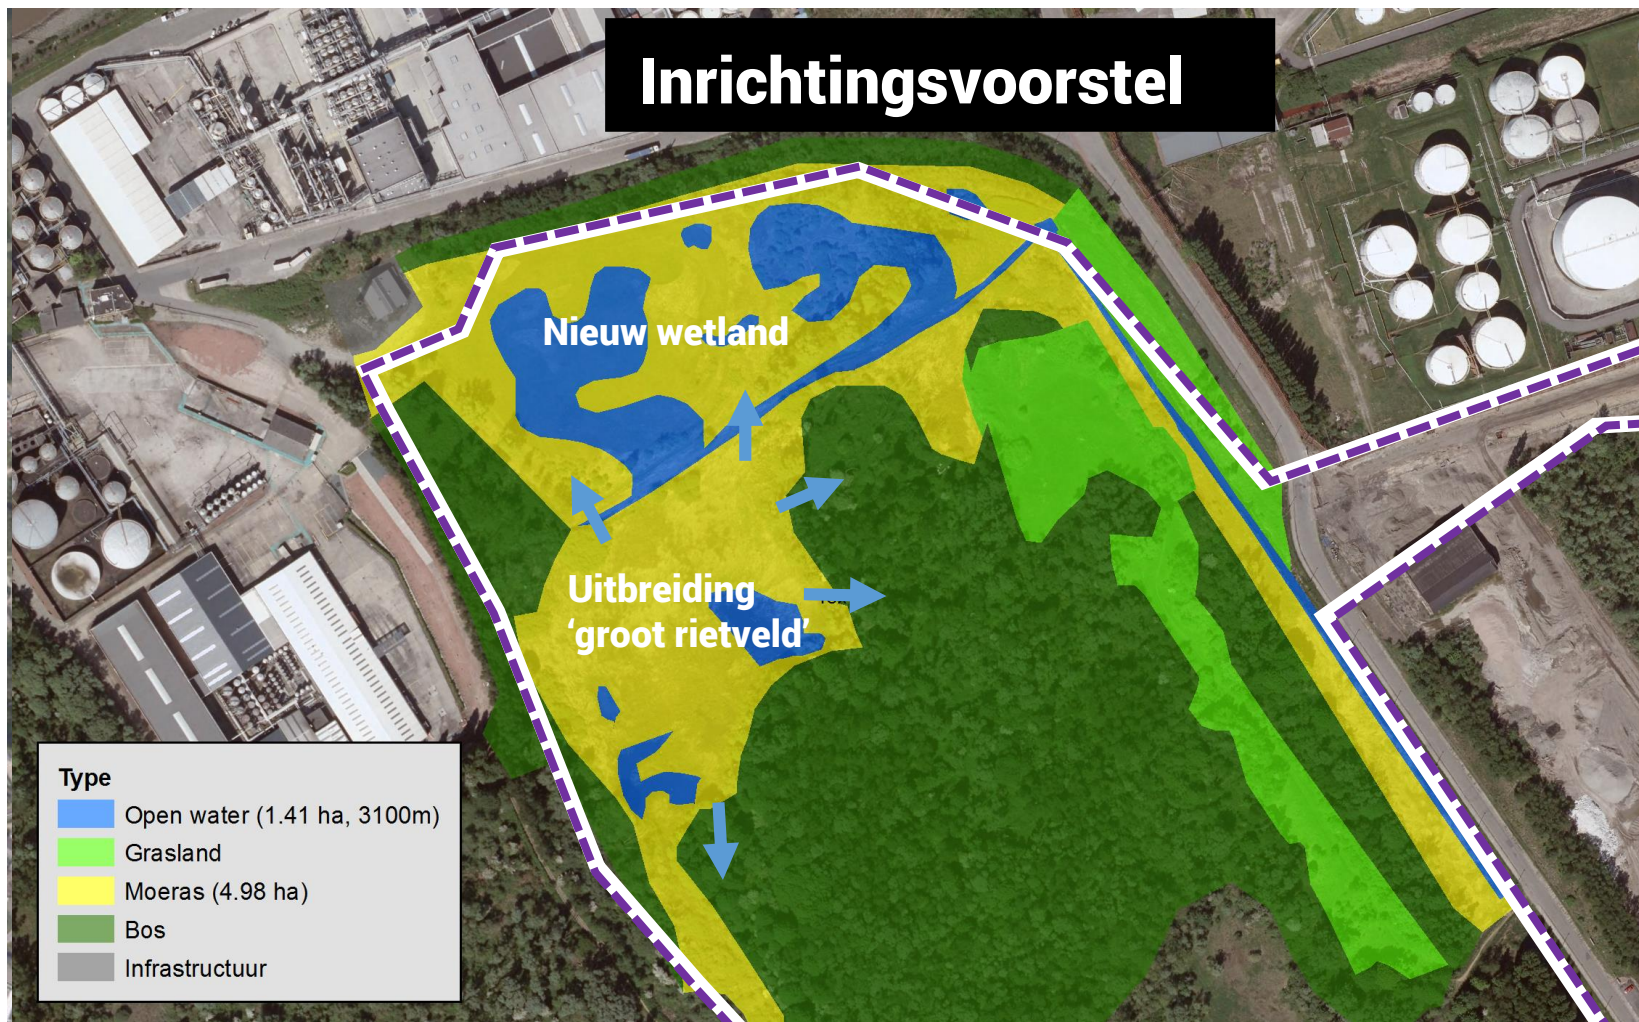 Inrichtingsvoorstel
Nieuw wetland
Uitbreiding
‘groot rietveld’
Type
Open water (1.41 ha, 3100m)
Grasland
Moeras (4.98 ha)
Bos
Infrastructuur